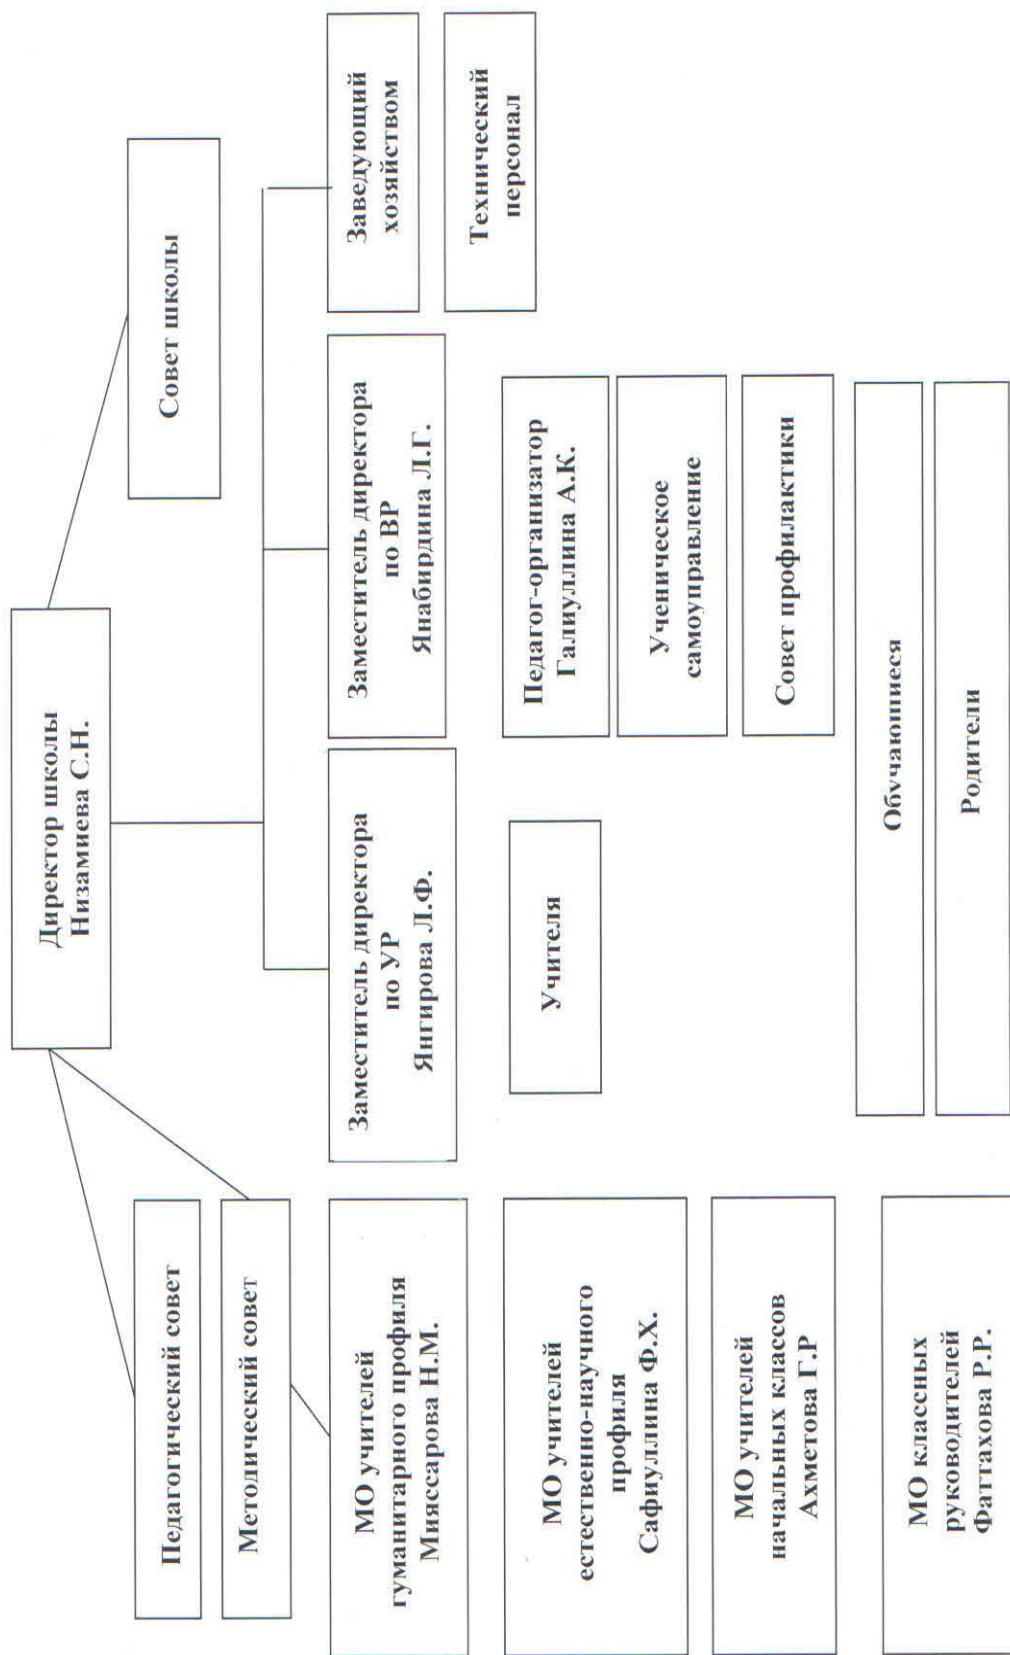 Директор школы
Низамиева С.Н.
Педагогический совет
Совет школы
Методический совет
МО учителей
гуманитарного профиля
Мияссарова Н.М.
Заместитель директора
по УР
Янгирова Л.Ф.
Заместитель директора
по ВР
Янабирдина Л.Г.
Заведующий
хозяйством
Технический
персонал
МО учителей
естественно-научного
профиля
Сафиуллина Ф.Х.
Учителя
Педагог-организатор
Галиуллина А.К.
Ученическое
самоуправление
МО учителей
начальных классов
Ахметова Г.Р
Совет профилактики
Обучающиеся
МО классных
руководителей
Фаттахова Р.Р.
Родители